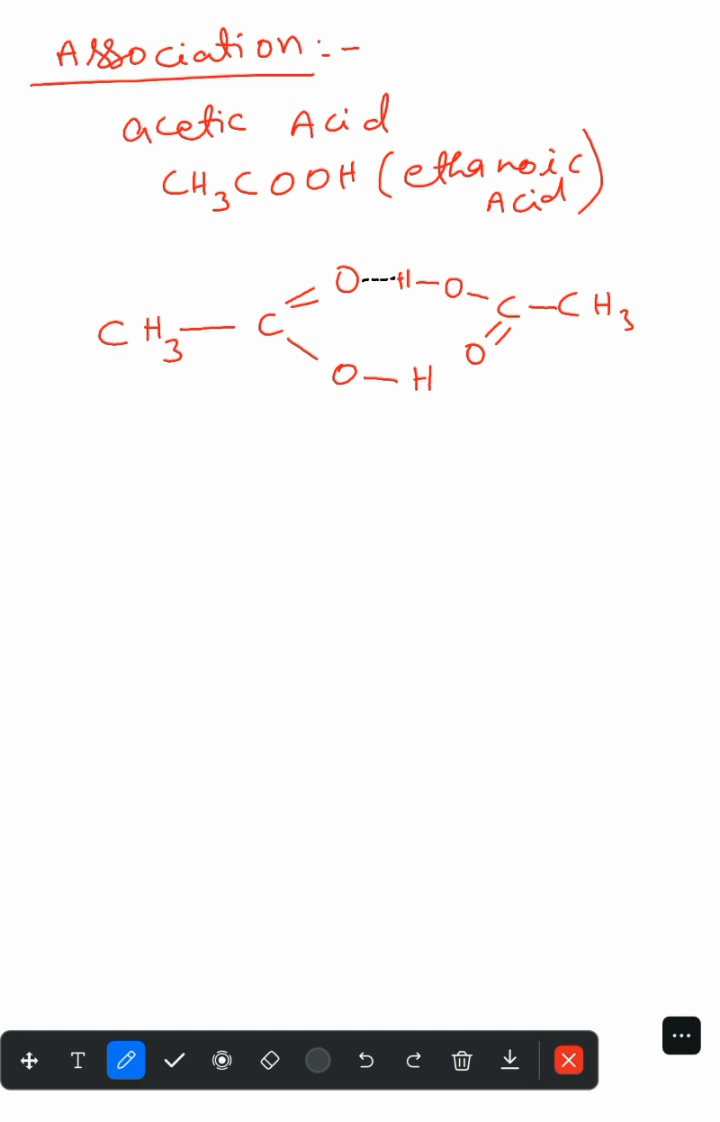 Association:-
acetic Acid
CH3COOH (ethanoic Acid)
O----H-O
CH3-C C-CH3
O-H O
T